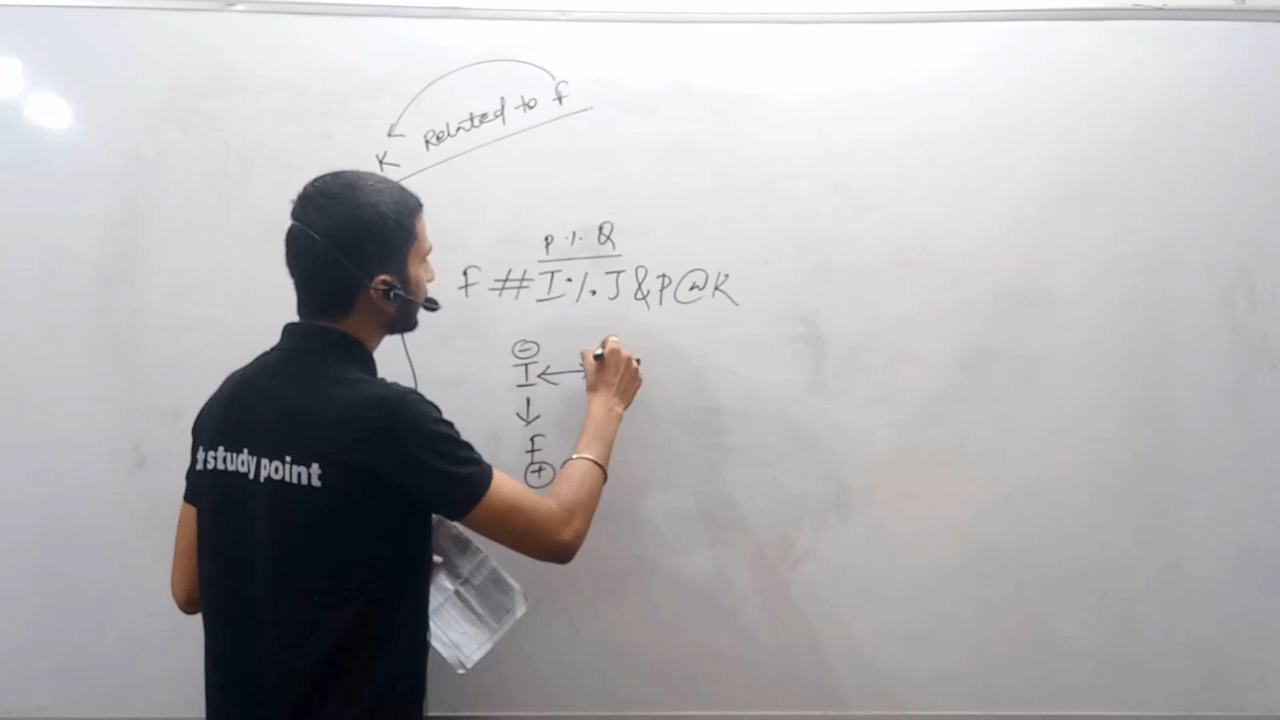 K Related to f
P % Q
F # I % J & P @ K
-
I
F
+
study point